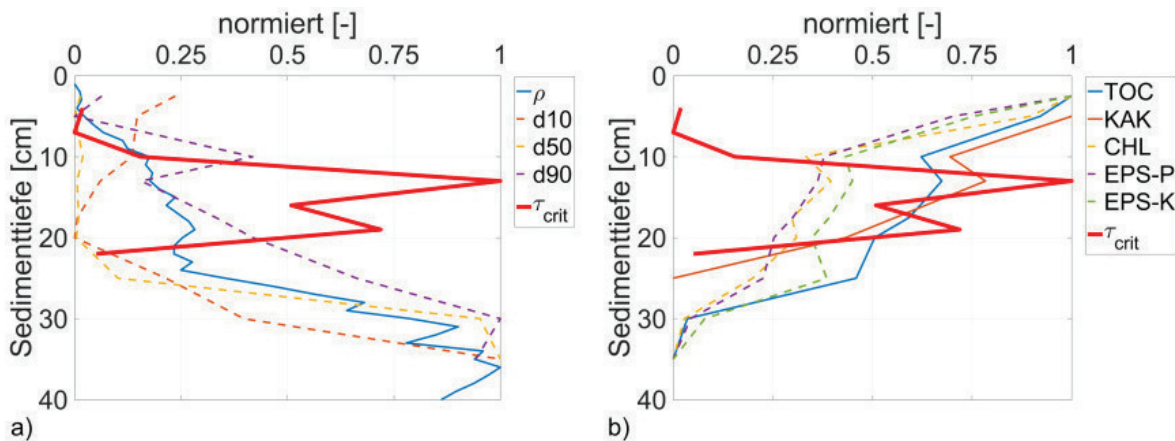 normiert [-]
0 0.25 0.5 0.75 1
0
10
20
30
40
Sedimenttiefe [cm]
ρ
d10
d50
d90
τcrit
a)
normiert [-]
0 0.25 0.5 0.75 1
0
10
20
30
40
Sedimenttiefe [cm]
TOC
KAK
CHL
EPS-P
EPS-K
τcrit
b)